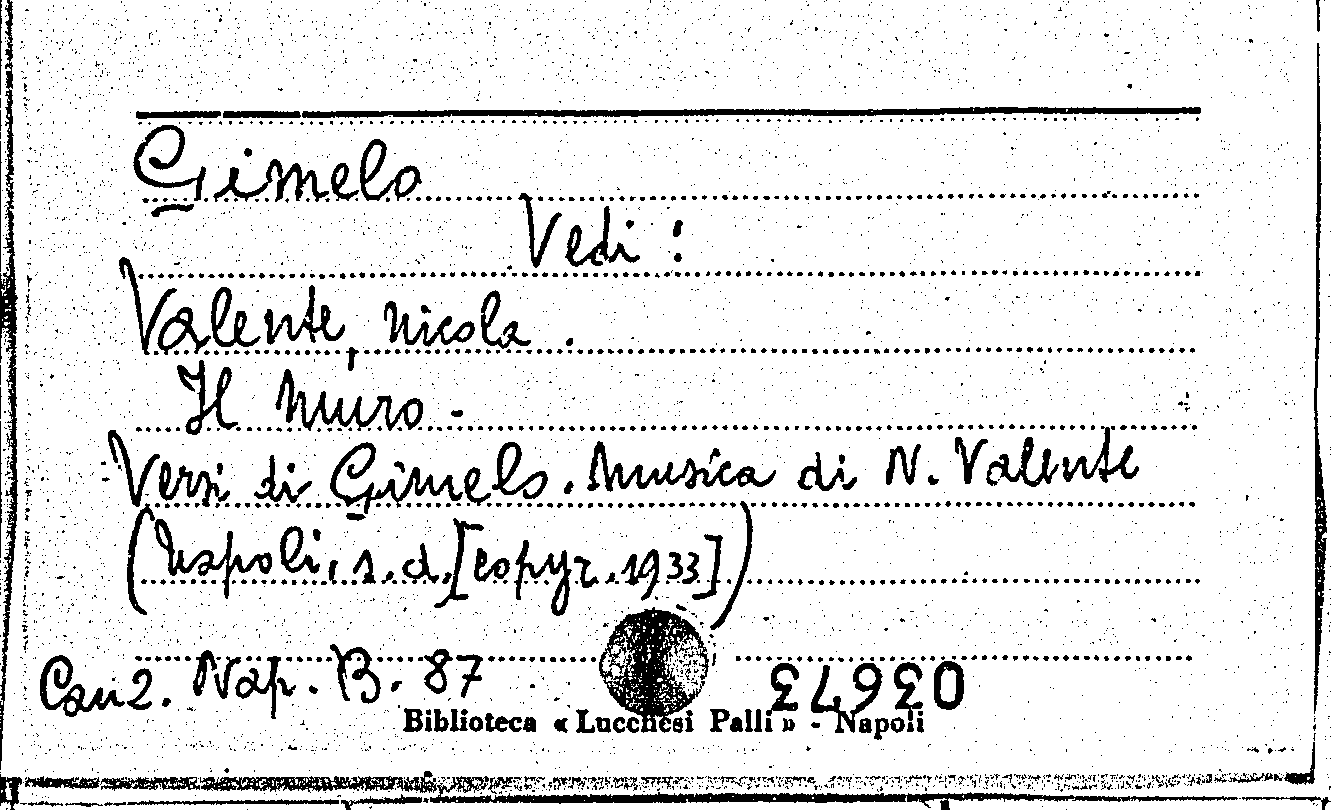 Gimelo
Vedi :
Valente, Nicola .
Il muro -
Versi di Gimelo. Musica di N. Valente
(Napoli, s.d.[copyr.1933])
Canz. Nap. B. 87
03673
Biblioteca « Lucchesi Palli » - Napoli